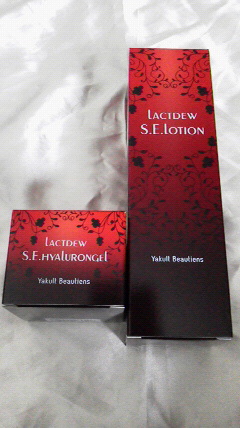 LACTDEW
S.E.LOTION
Yakult Beautiens
LACTDEW
S.E.HYALURONGEL
Yakult Beautiens